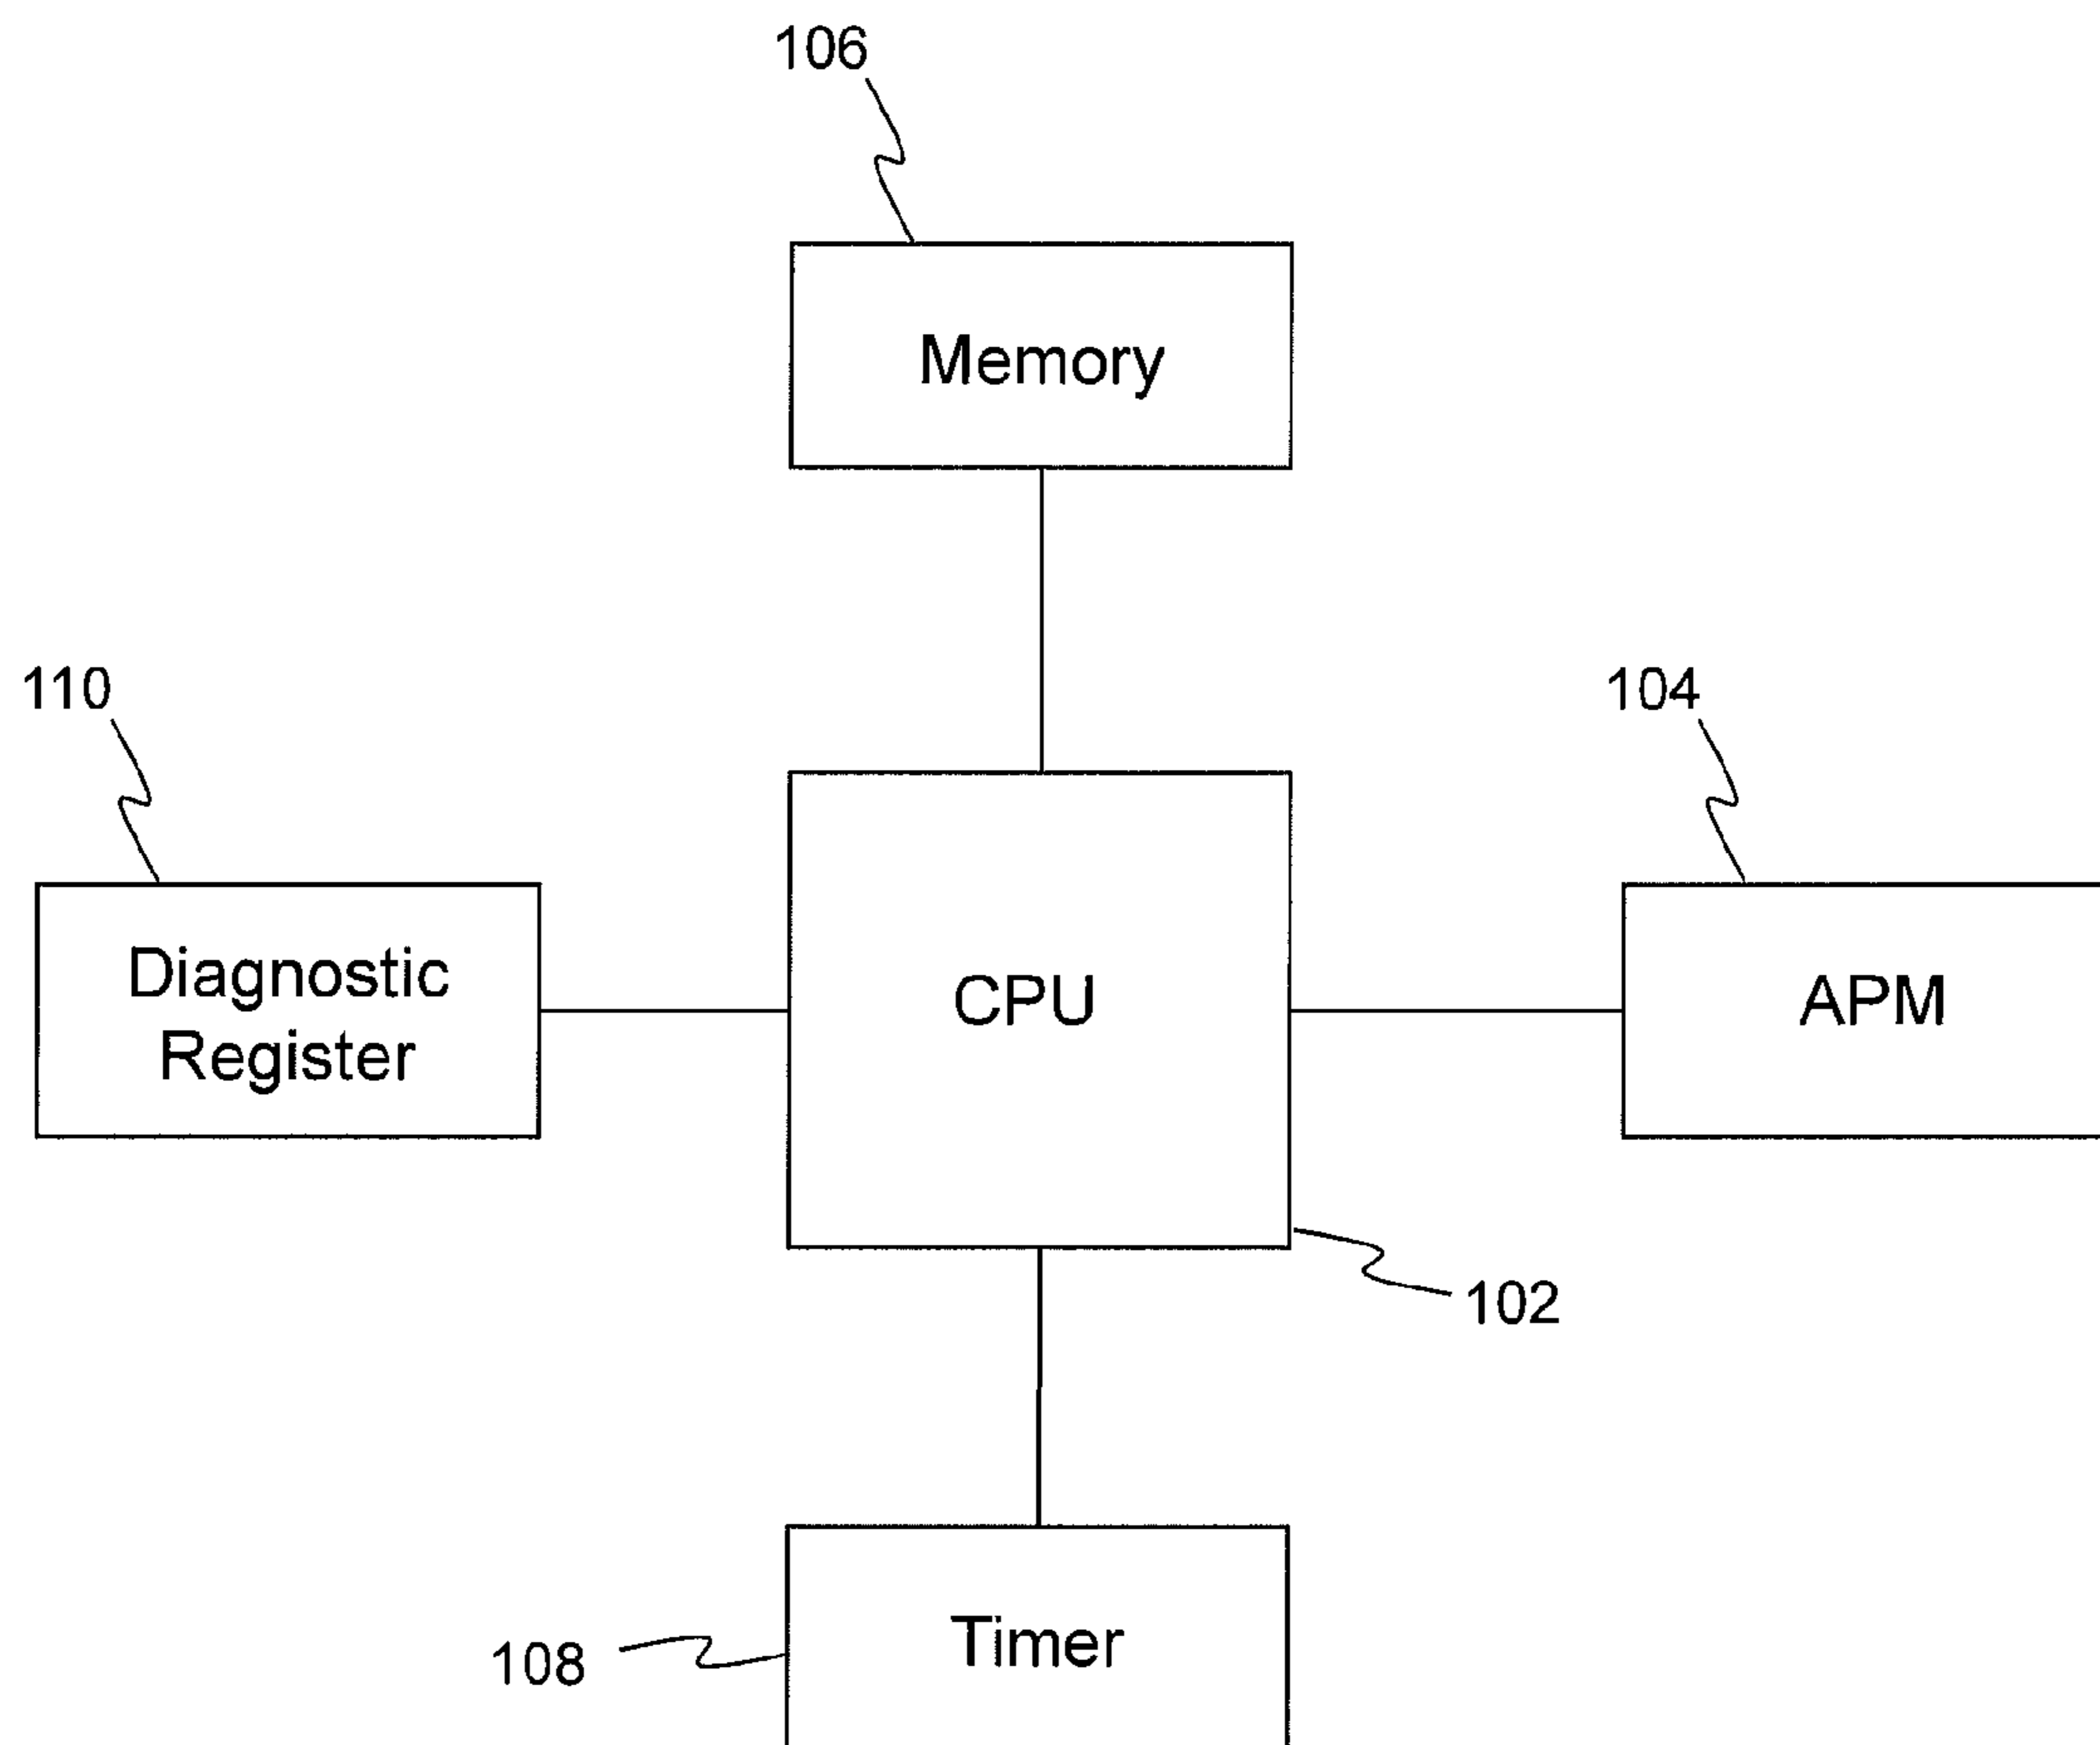 106
Memory
110
104
Diagnostic
Register
CPU
APM
102
Timer
108